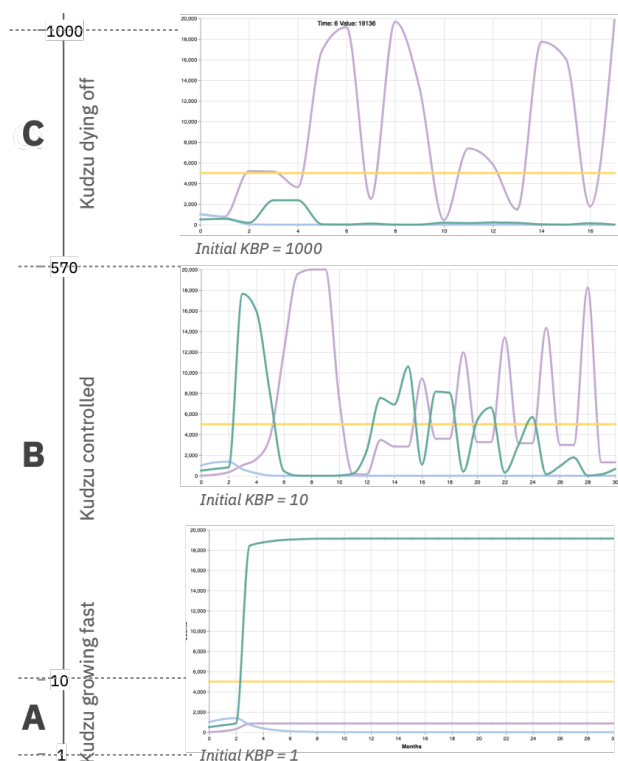 1000
Time: 6 Value: 19136
20,000
18,000
16,000
14,000
12,000
10,000
8,000
6,000
4,000
2,000
0
0 2 4 6 8 10 12 14 16
C
Kudzu dying off
Initial KBP = 1000
570
20,000
18,000
16,000
14,000
12,000
10,000
8,000
6,000
4,000
2,000
0
0 2 4 6 8 10 12 14 16 18 20 22 24 26 28 30
B
Kudzu controlled
Initial KBP = 10
20,000
18,000
16,000
14,000
12,000
10,000
8,000
6,000
4,000
2,000
0
0 2 4 6 8 10 12 14 16 18 20 22 24 26 28
Months
10
A
Kudzu growing fast
1
Initial KBP = 1